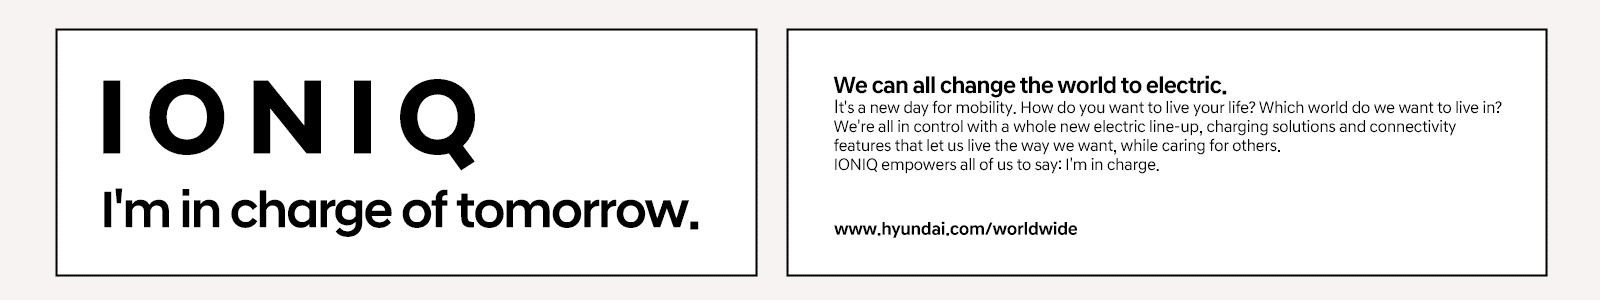 IONIQ
I'm in charge of tomorrow.
We can all change the world to electric.
It's a new day for mobility. How do you want to live your life? Which world do we want to live in?
We're all in control with a whole new electric line-up, charging solutions and connectivity
features that let us live the way we want, while caring for others.
IONIQ empowers all of us to say: I'm in charge.
www.hyundai.com/worldwide